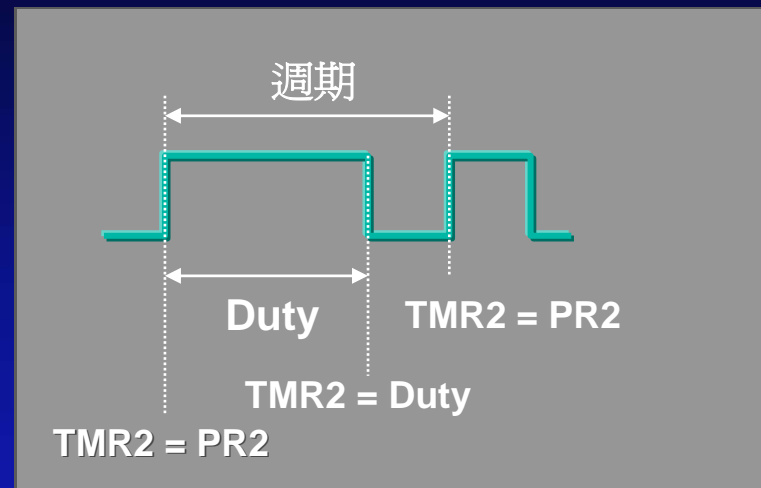 週期
Duty
TMR2 = PR2
TMR2 = Duty
TMR2 = PR2